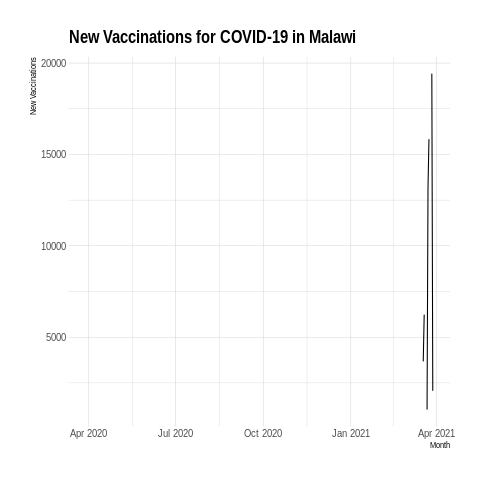 New Vaccinations for COVID-19 in Malawi
New Vaccinations
20000
15000
10000
5000
Apr 2020 Jul 2020 Oct 2020 Jan 2021 Apr 2021
Month